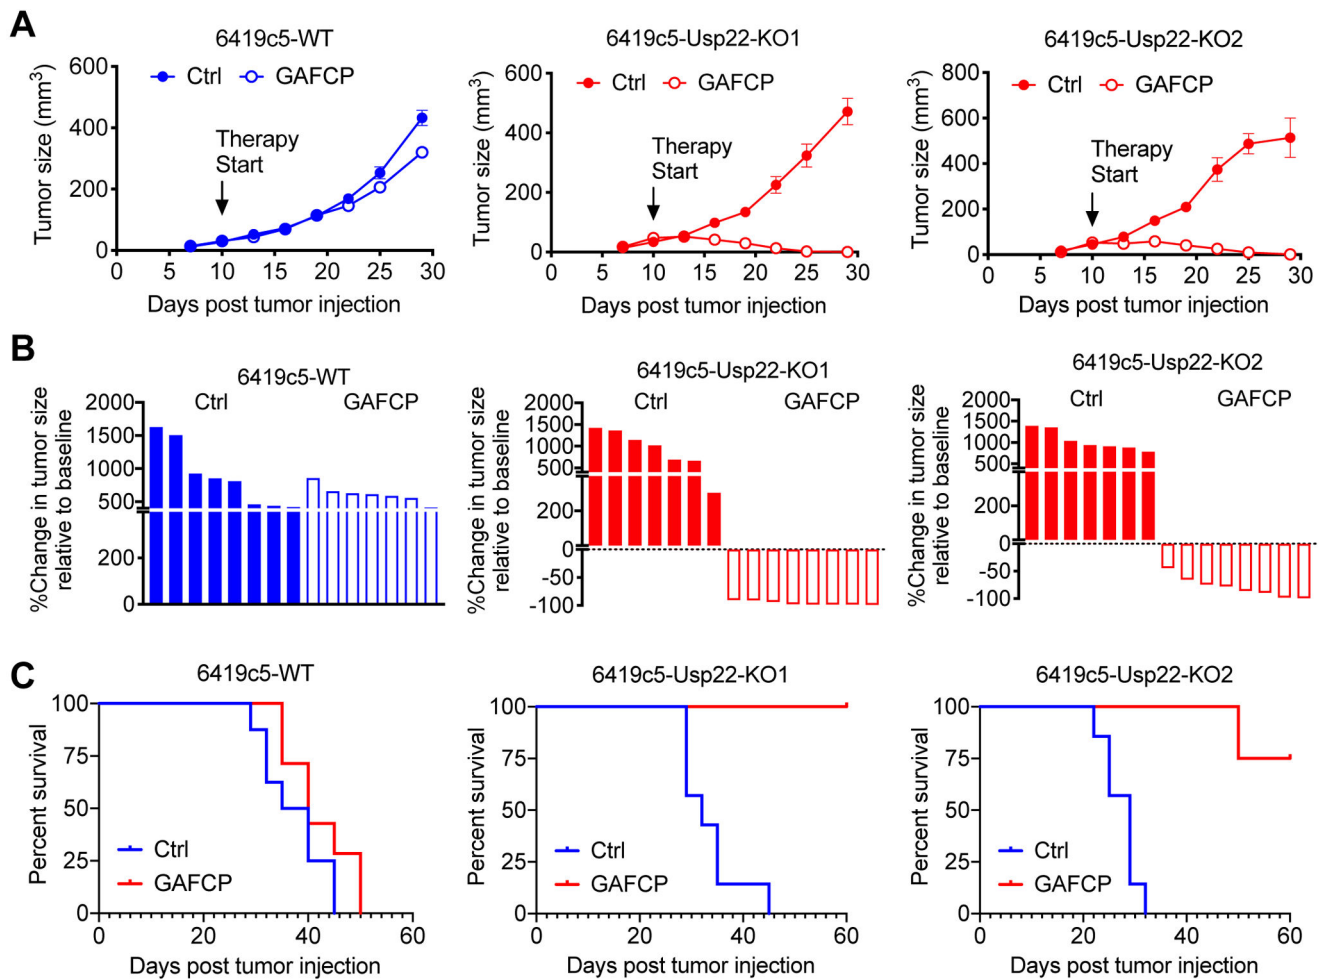 A
6419c5-WT
Ctrl GAFCP
Tumor size (mm³)
600
400
200
0
Therapy
Start
0 5 10 15 20 25 30
Days post tumor injection
6419c5-Usp22-KO1
Ctrl GAFCP
Tumor size (mm³)
600
400
200
0
Therapy
Start
0 5 10 15 20 25 30
Days post tumor injection
6419c5-Usp22-KO2
Ctrl GAFCP
Tumor size (mm³)
800
600
400
200
0
Therapy
Start
0 5 10 15 20 25 30
Days post tumor injection
B
6419c5-WT
Ctrl GAFCP
%Change in tumor size
relative to baseline
2000
1500
1000
500
200
0
6419c5-Usp22-KO1
Ctrl GAFCP
%Change in tumor size
relative to baseline
2000
1500
1000
500
200
0
-50
-100
6419c5-Usp22-KO2
Ctrl GAFCP
%Change in tumor size
relative to baseline
2000
1500
1000
500
200
0
-50
-100
C
6419c5-WT
Percent survival
100
75
50
25
0
Ctrl
GAFCP
0 20 40 60
Days post tumor injection
6419c5-Usp22-KO1
Percent survival
100
75
50
25
0
Ctrl
GAFCP
0 20 40 60
Days post tumor injection
6419c5-Usp22-KO2
Percent survival
100
75
50
25
0
Ctrl
GAFCP
0 20 40 60
Days post tumor injection